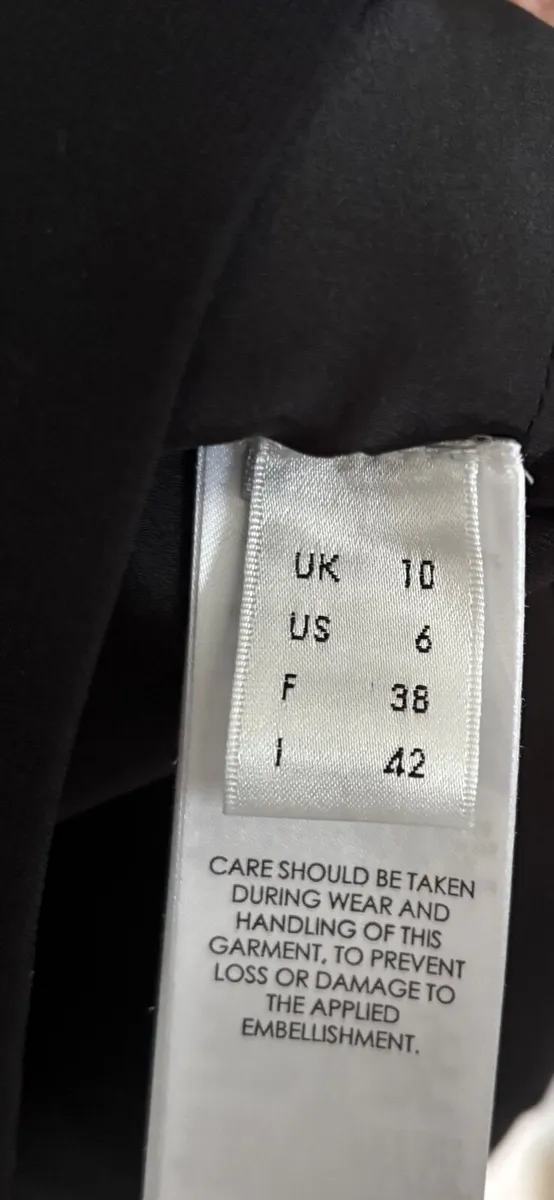 UK 10
US 6
F 38
I 42
CARE SHOULD BE TAKEN
DURING WEAR AND
HANDLING OF THIS
GARMENT, TO PREVENT
LOSS OR DAMAGE TO
THE APPLIED
EMBELLISHMENT.